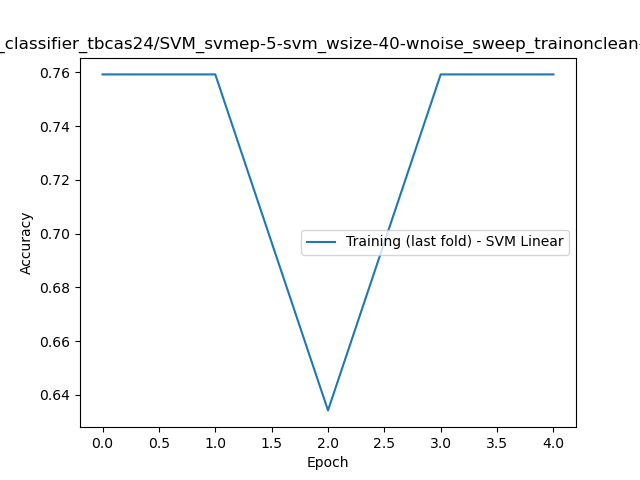 _classifier_tbcas24/SVM_svmep-5-svm_wsize-40-wnoise_sweep_trainonclean-
0.76
0.74
0.72
0.70
0.68
0.66
0.64
Accuracy
Training (last fold) - SVM Linear
0.0 0.5 1.0 1.5 2.0 2.5 3.0 3.5 4.0
Epoch